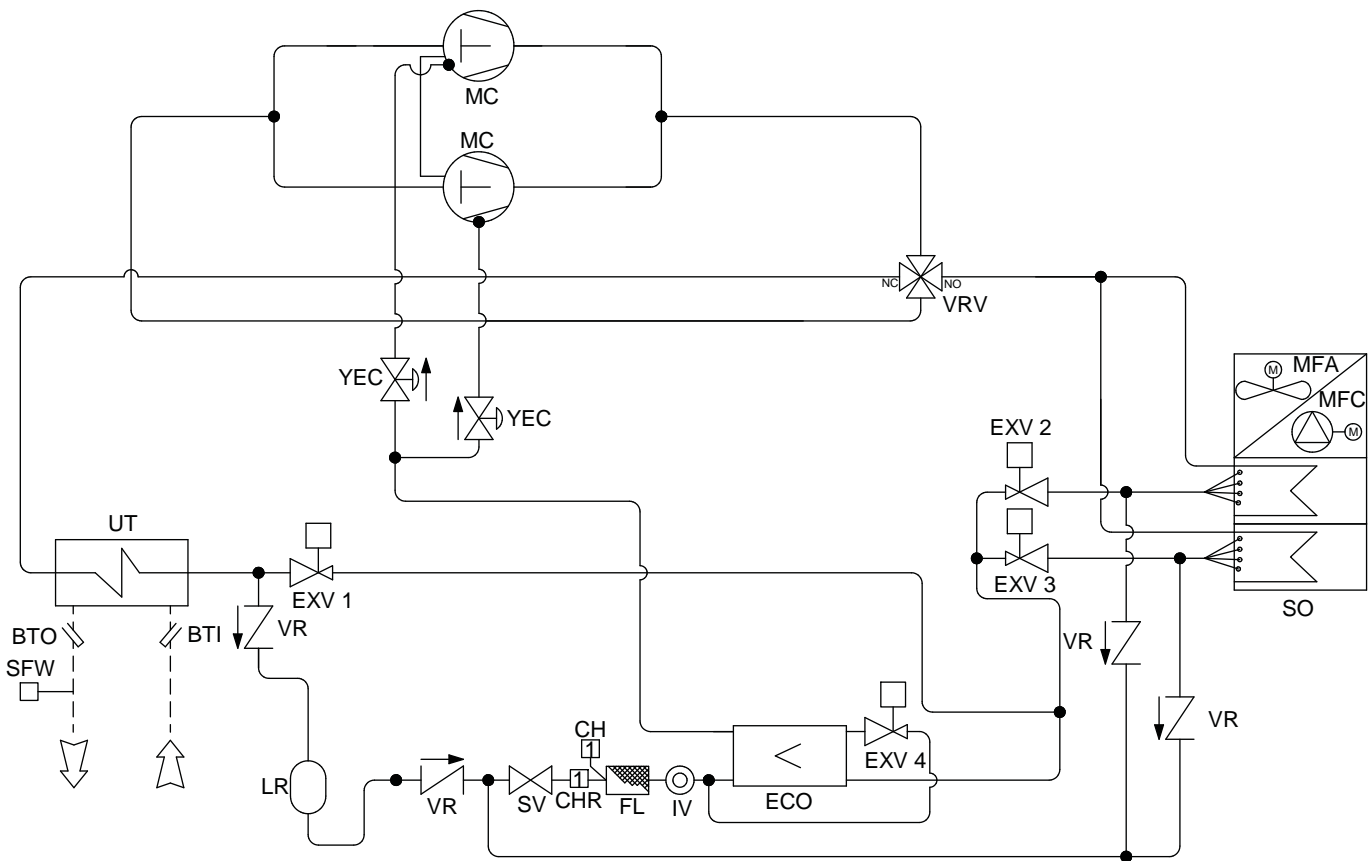 MC
MC
NC
NO
VRV
MFA
M
MFC
M
YEC
YEC
EXV 2
EXV 3
UT
EXV 1
SO
BTO
BTI
VR
SFW
VR
VR
CH
1
EXV 4
LR
VR
SV
1
CHR
FL
IV
ECO